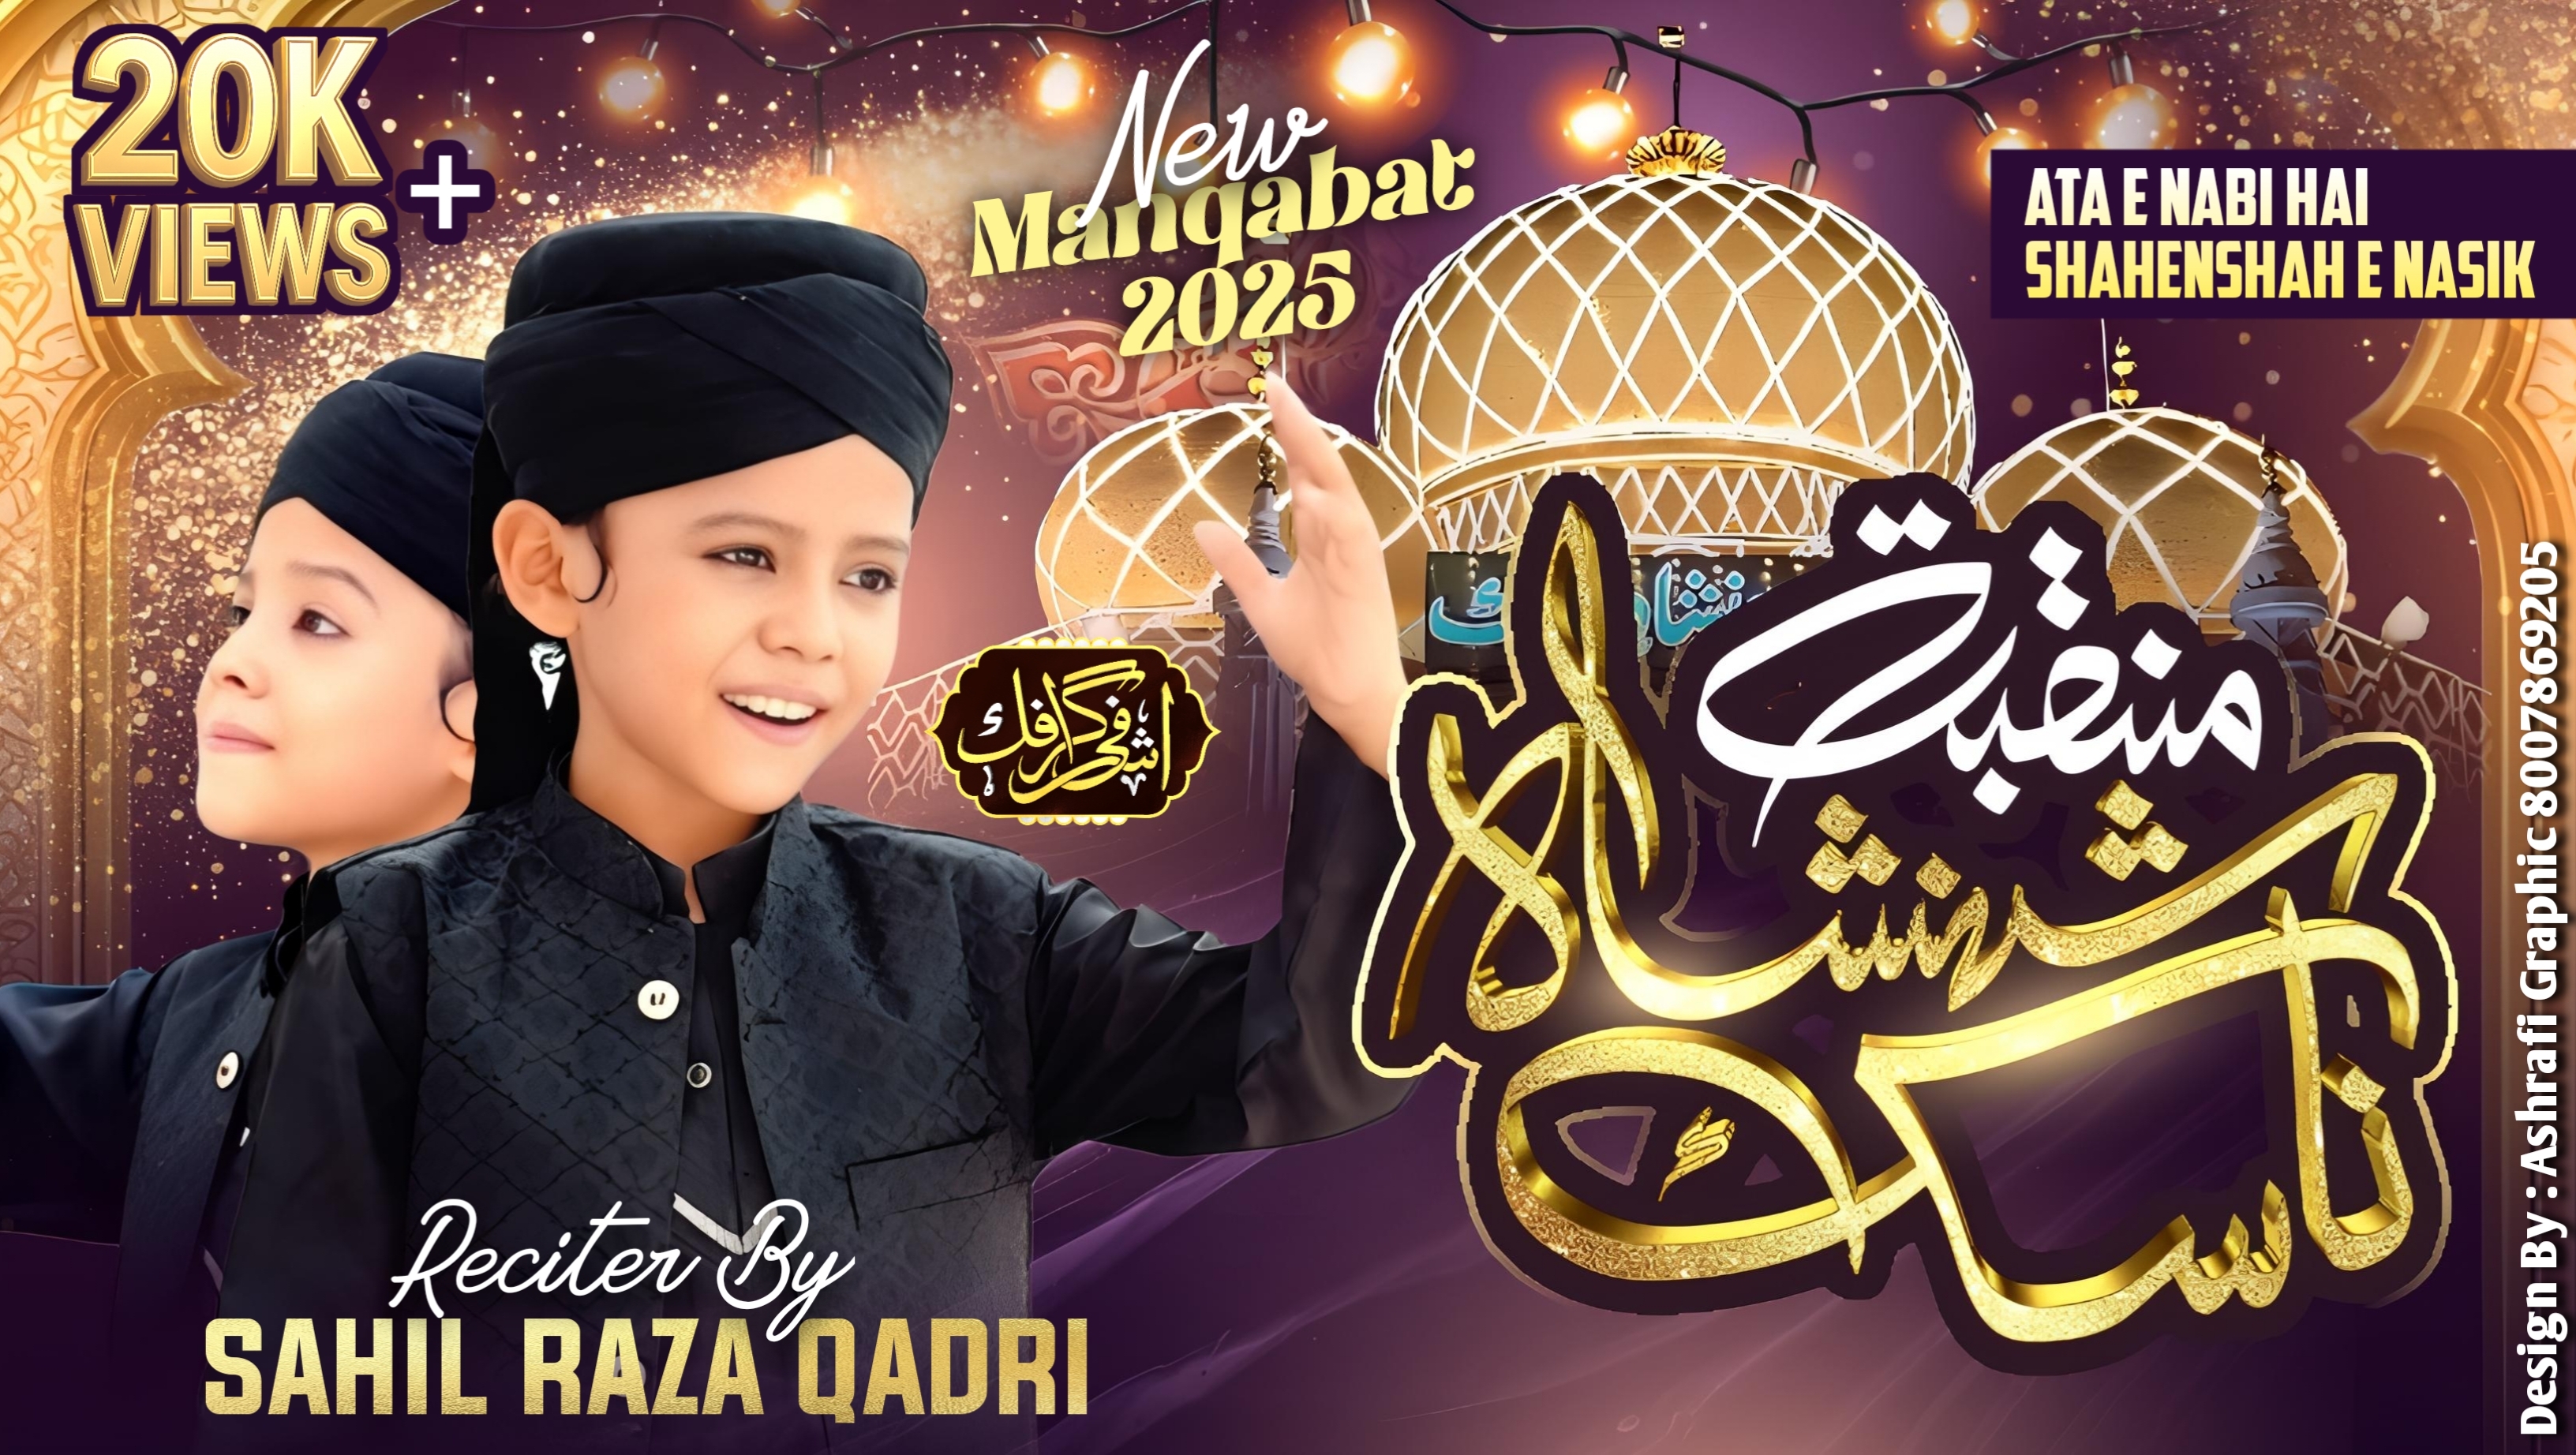 20K
VIEWS +
New
Manqabat
2025
ATA E NABI HAI
SHAHENSHAH E NASIK
منقبت
شہنشاہ
ناسک
اشرفی گرافک
Reciter By
SAHIL RAZA QADRI
Design By : Ashrafi Graphic 8007869205